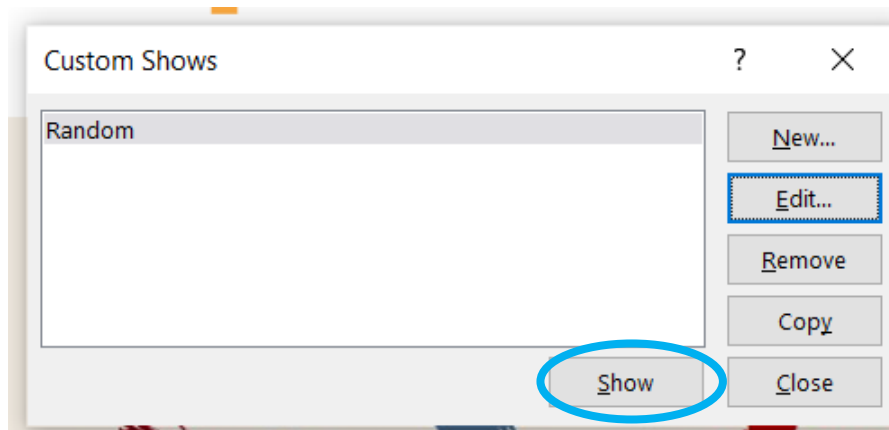 Custom Shows ?
Random
New...
Edit...
Remove
Copy
Show
Close